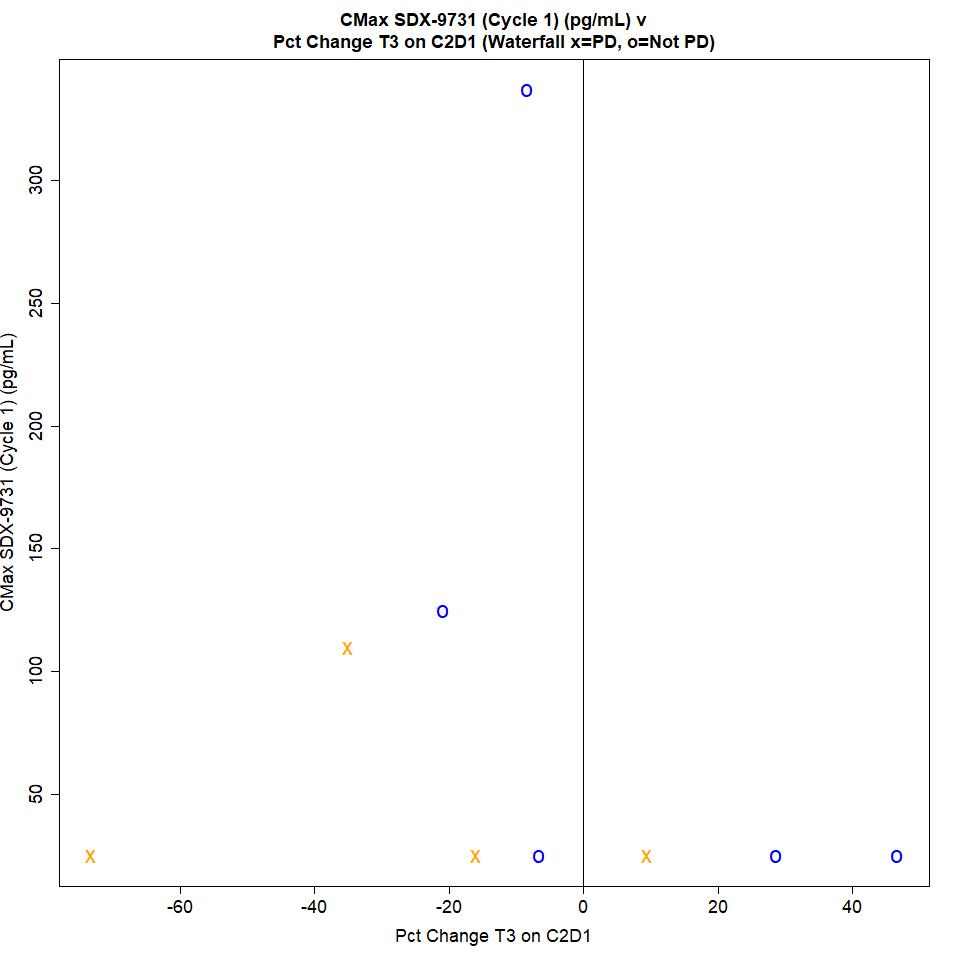 CMax SDX-9731 (Cycle 1) (pg/mL) v
Pct Change T3 on C2D1 (Waterfall x=PD, o=Not PD)
CMax SDX-9731 (Cycle 1) (pg/mL)
300
250
200
150
100
50
o
o
x
x
x
o
x
o
o
-60
-40
-20
0
20
40
Pct Change T3 on C2D1